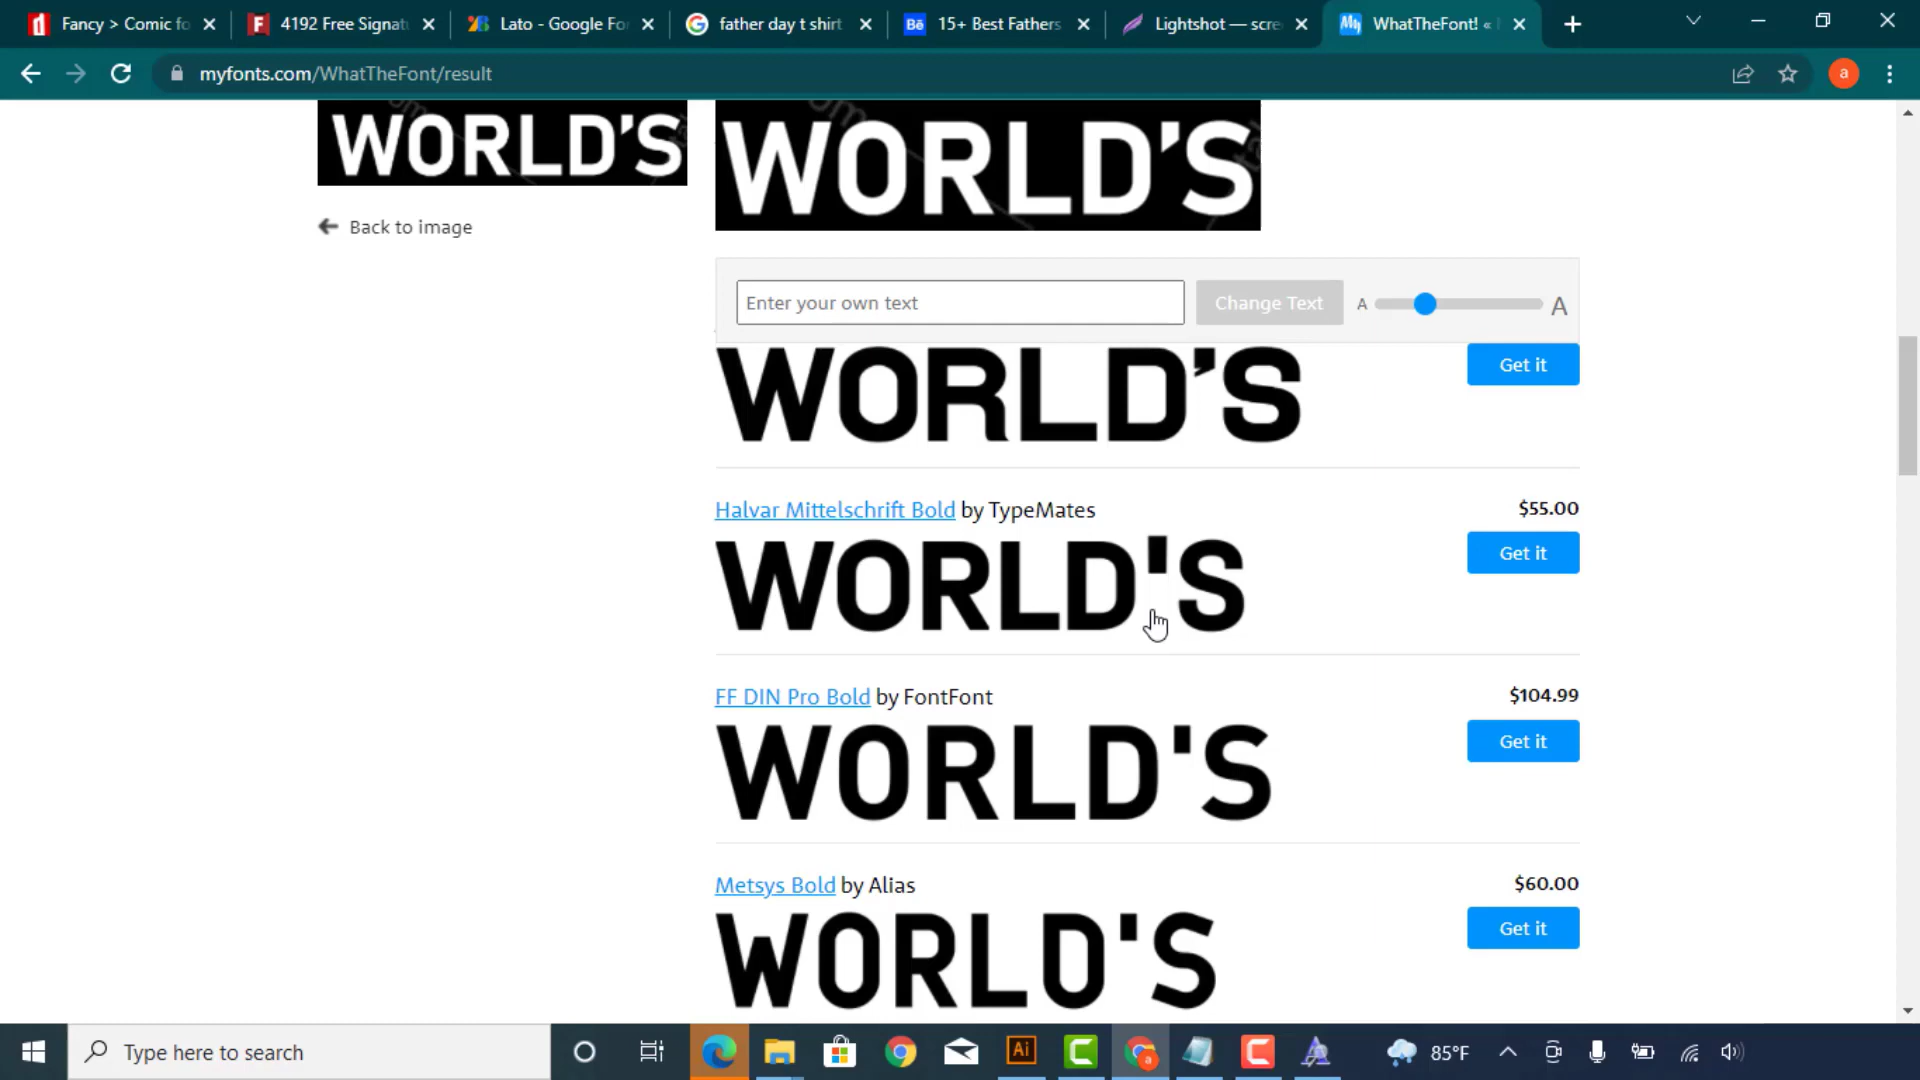 Fancy > Comic fo
4192 Free Signat
Lato - Google Fo
father day t shirt
15+ Best Fathers
Lightshot — scre
WhatTheFont! «
myfonts.com/WhatTheFont/result
a
WORLD'S
WORLD'S
Back to image
Enter your own text
Change Text
A
A
WORLD'S
Get it
Halvar Mittelschrift Bold by TypeMates
$55.00
WORLD'S
Get it
FF DIN Pro Bold by FontFont
$104.99
WORLD'S
Get it
Metsys Bold by Alias
$60.00
WORLD'S
Get it
Type here to search
Ai
85°F